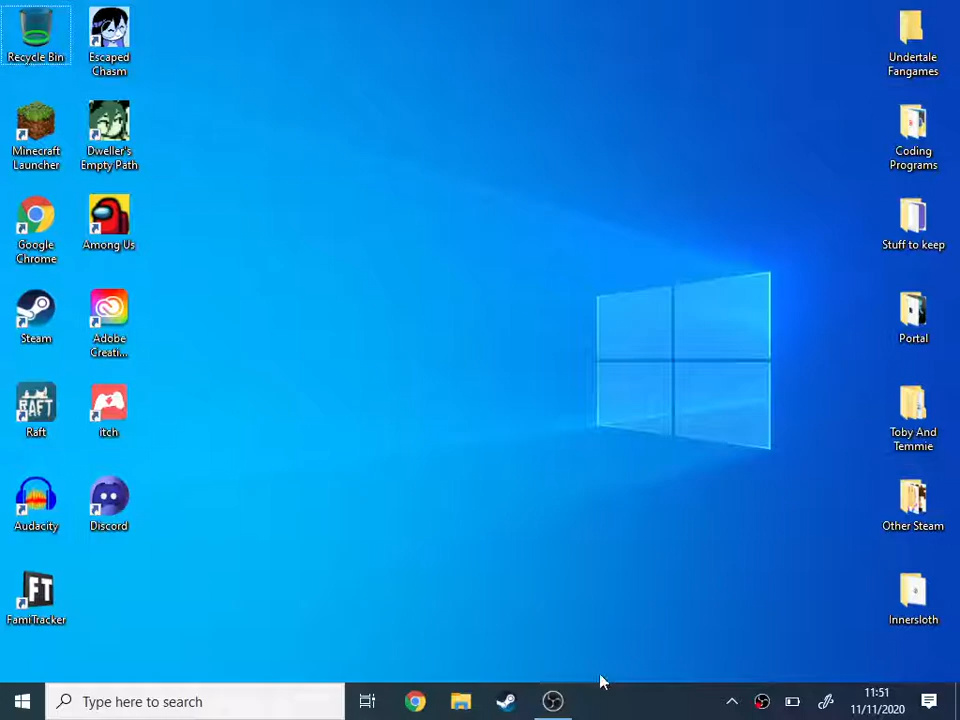 Recycle Bin
Escaped
Chasm
Undertale
Fangames
Minecraft
Launcher
Dweller's
Empty Path
Coding
Programs
Google
Chrome
Among Us
Stuff to keep
Steam
Adobe
Creati...
Portal
RAFT
Raft
itch
Toby And
Temmie
Audacity
Discord
Other Steam
FT
FamiTracker
Innersloth
Type here to search
11:51
11/11/2020